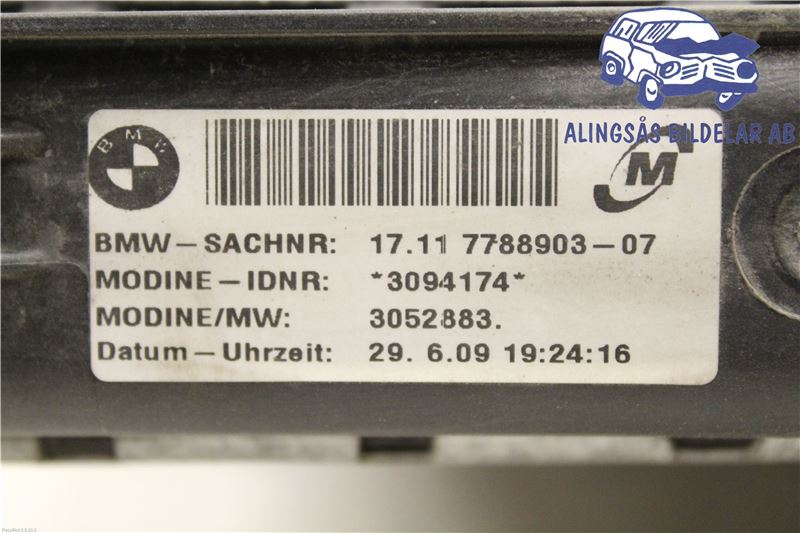 ALINGSÅS BILDELAR AB
BMW
M
BMW-SACHNR: 17.11 7788903-07
MODINE-IDNR: *3094174*
MODINE/MW: 3052883.
Datum-Uhrzeit: 29. 6.09 19:24:16